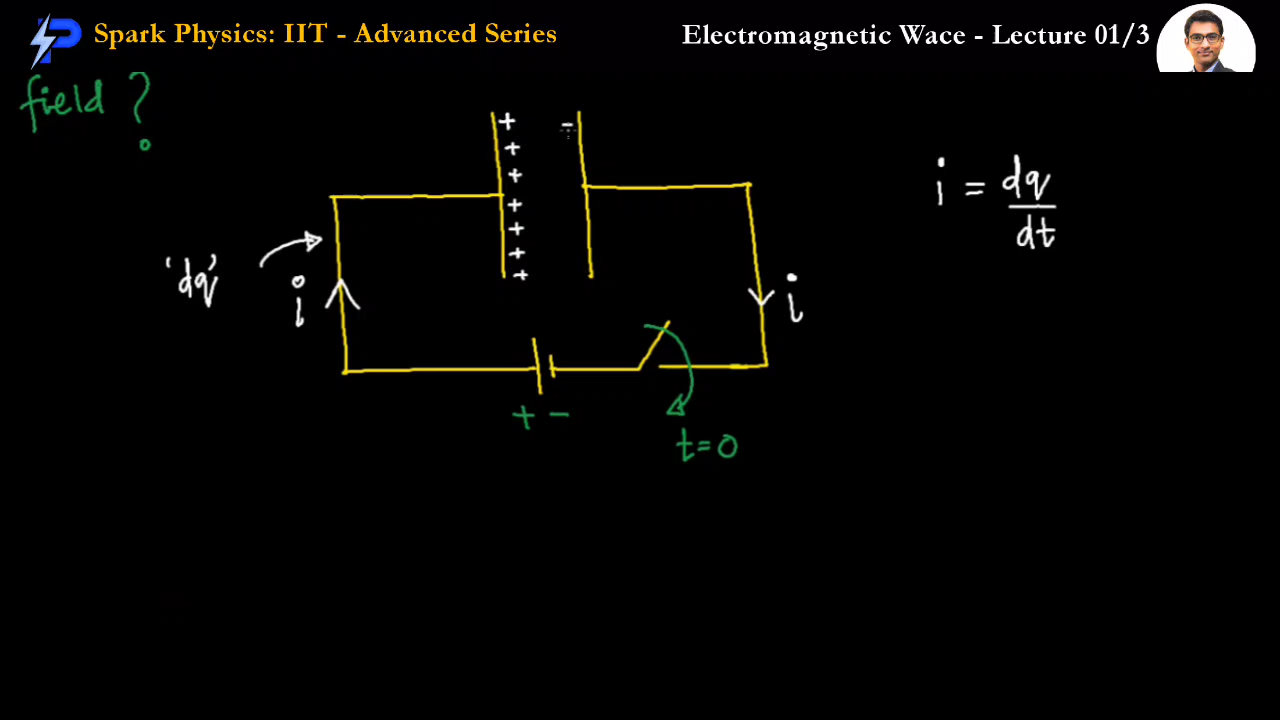 Spark Physics: IIT - Advanced Series
Electromagnetic Wace - Lecture 01/3
field ?
+ -
+
+
+
+
+
+
i = dq/dt
'dq'
i
i
+ -
t=0